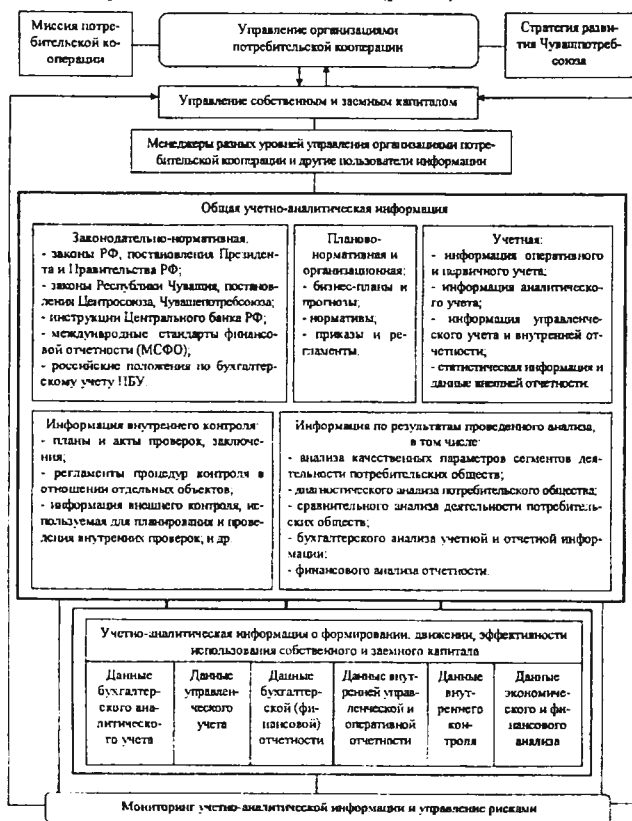 Миссия потре-
бительской ко-
операции
Управление организациями
потребительской кооперации
Стратегия разви-
тия Чувашпотреб-
союза
Управление собственным и заемным капиталом
Менеджеры разных уровней управления организациями потре-
бительской кооперации и другие пользователи информации
Общая учетно-аналитическая информация
Законодательно-нормативная:
- законы РФ, постановления Президен-
та и Правительства РФ;
- законы Республики Чувашия, постанов-
ления Центросоюза, Чувашпотребсоюза;
- инструкции Центрального банка РФ;
- международные стандарты финансо-
вой отчетности (МСФО);
- российские положения по бухгалтер-
скому учету ПБУ.
Планово-
нормативная и
организационная:
- бизнес-планы и
прогнозы;
- нормативы;
- приказы и ре-
гламенты.
Учетная:
- информация оперативного
и первичного учета;
- информация аналитическо-
го учета;
- информация управленче-
ского учета и внутренней от-
четности;
- статистическая информация и
данные внешней отчетности.
Информация внутреннего контроля:
- планы и акты проверок, заключе-
ния;
- регламенты процедур контроля в
отношении отдельных объектов;
- информация внешнего контроля, ис-
пользуемая для планирования и прове-
дения внутренних проверок; и др.
Информация по результатам проведенного анализа,
в том числе:
- анализа качественных параметров сегментов дея-
тельности потребительских обществ;
- диагностического анализа потребительского общества;
- сравнительного анализа деятельности потребитель-
ских обществ;
- бухгалтерского анализа учетной и отчетной инфор-
мации;
- финансового анализа отчетности.
Учетно-аналитическая информация о формировании, движении, эффективности
использования собственного и заемного капитала
Данные
бухгалтер-
ского ана-
литическо-
го учета
Данные
управлен-
ческого
учета
Данные
бухгалтер-
ской (фи-
нансовой)
отчетности
Данные внут-
ренней управ-
ленческой и
оперативной
отчетности
Данные
внут-
реннего
кон-
троля
Данные
экономиче-
ского и фи-
нансового
анализа
Мониторинг учетно-аналитической информации и управление рисками